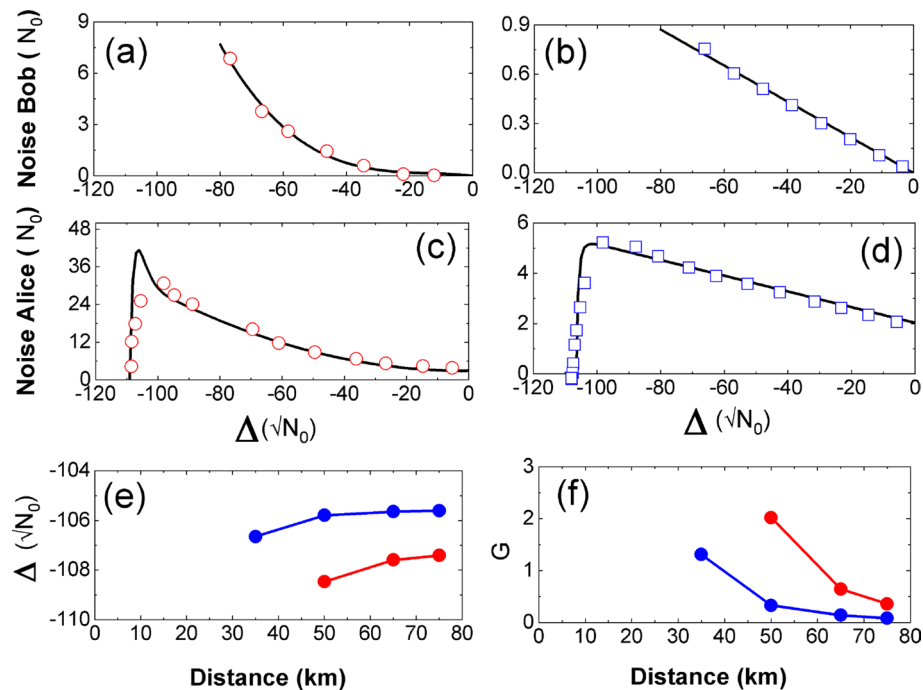 Noise Bob (N₀)
(a)
9
6
3
0
-120 -100 -80 -60 -40 -20 0
(b)
0.9
0.6
0.3
0.0
-120 -100 -80 -60 -40 -20 0
Noise Alice (N₀)
(c)
48
36
24
12
0
-120 -100 -80 -60 -40 -20 0
Δ (√N₀)
(d)
6
4
2
0
-120 -100 -80 -60 -40 -20 0
Δ (√N₀)
Δ (√N₀)
(e)
-104
-106
-108
-110
0 10 20 30 40 50 60 70 80
Distance (km)
G
(f)
3
2
1
0
0 10 20 30 40 50 60 70 80
Distance (km)